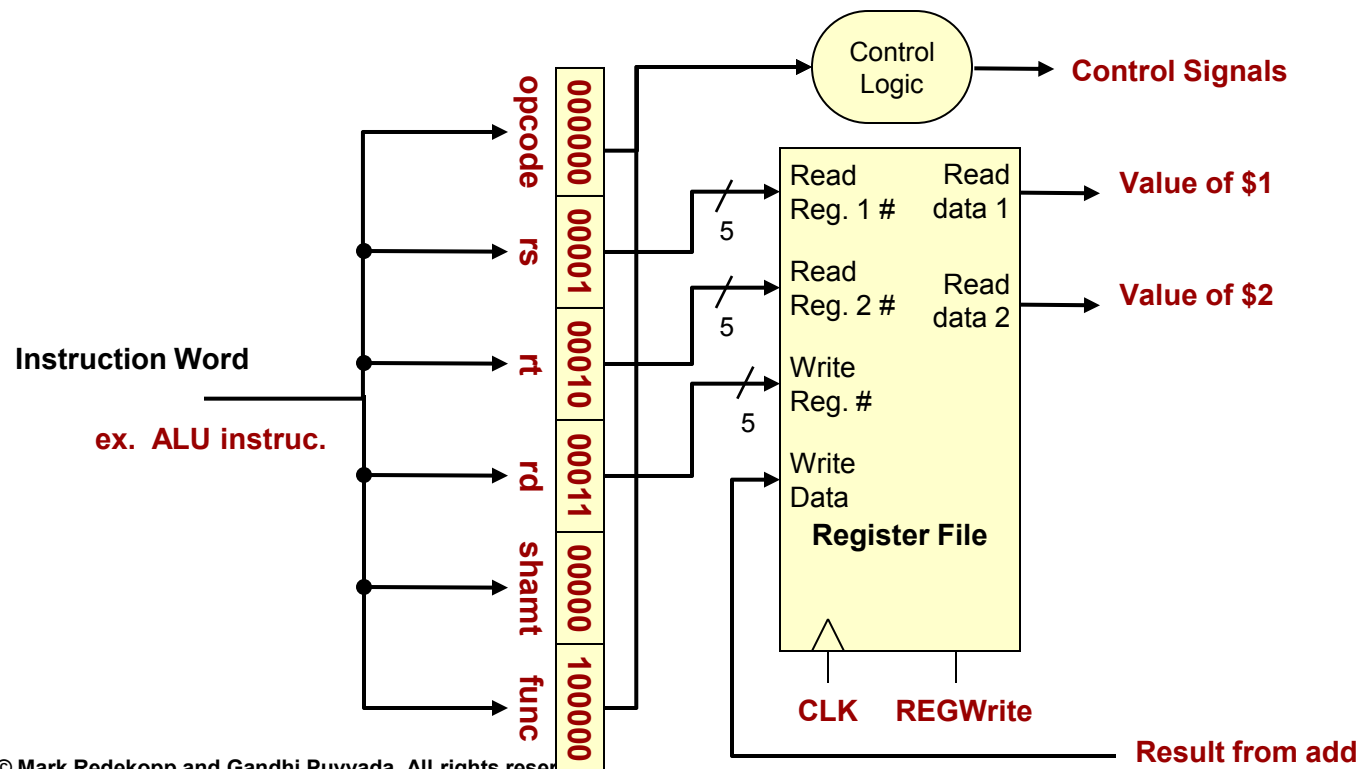 Control
Logic
Control Signals
opcode
000000
rs
00001
rt
00010
rd
00011
shamt
00000
func
100000
Instruction Word
ex. ALU instruc.
5
5
5
Read
Reg. 1 #
Read
data 1
Read
Reg. 2 #
Read
data 2
Write
Reg. #
Write
Data
Register File
Value of $1
Value of $2
CLK
REGWrite
Result from add
© Mark Redekopp and Gandhi Puvvada, All rights